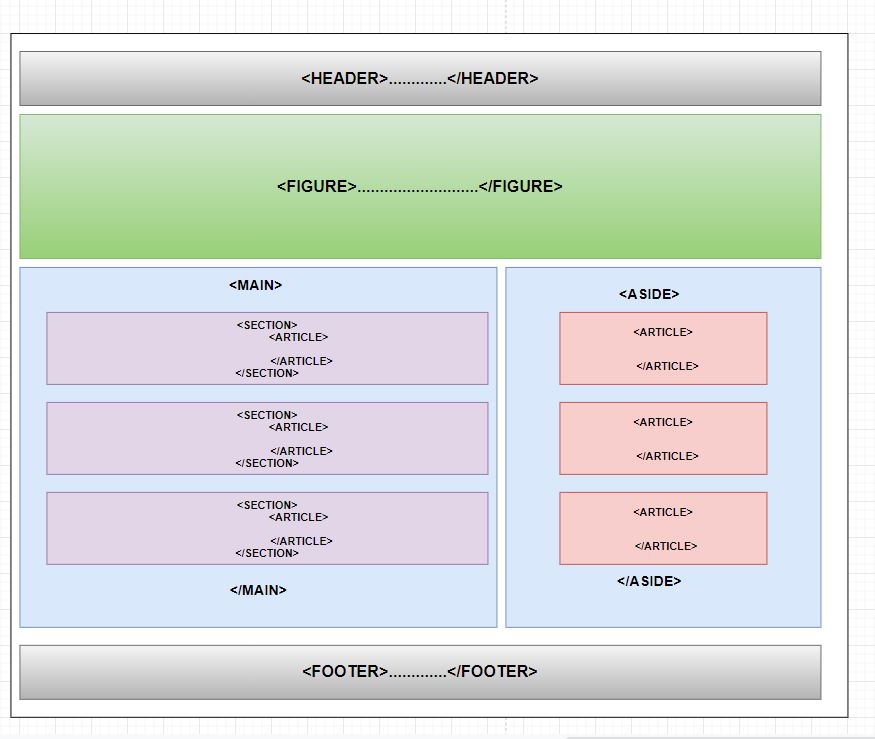 <HEADER>.............</HEADER>
<FIGURE>...........................</FIGURE>
<MAIN>
<SECTION>
<ARTICLE>
</ARTICLE>
</SECTION>
<SECTION>
<ARTICLE>
</ARTICLE>
</SECTION>
<SECTION>
<ARTICLE>
</ARTICLE>
</SECTION>
</MAIN>
<ASIDE>
<ARTICLE>
</ARTICLE>
<ARTICLE>
</ARTICLE>
<ARTICLE>
</ARTICLE>
</ASIDE>
<FOOTER>.............</FOOTER>